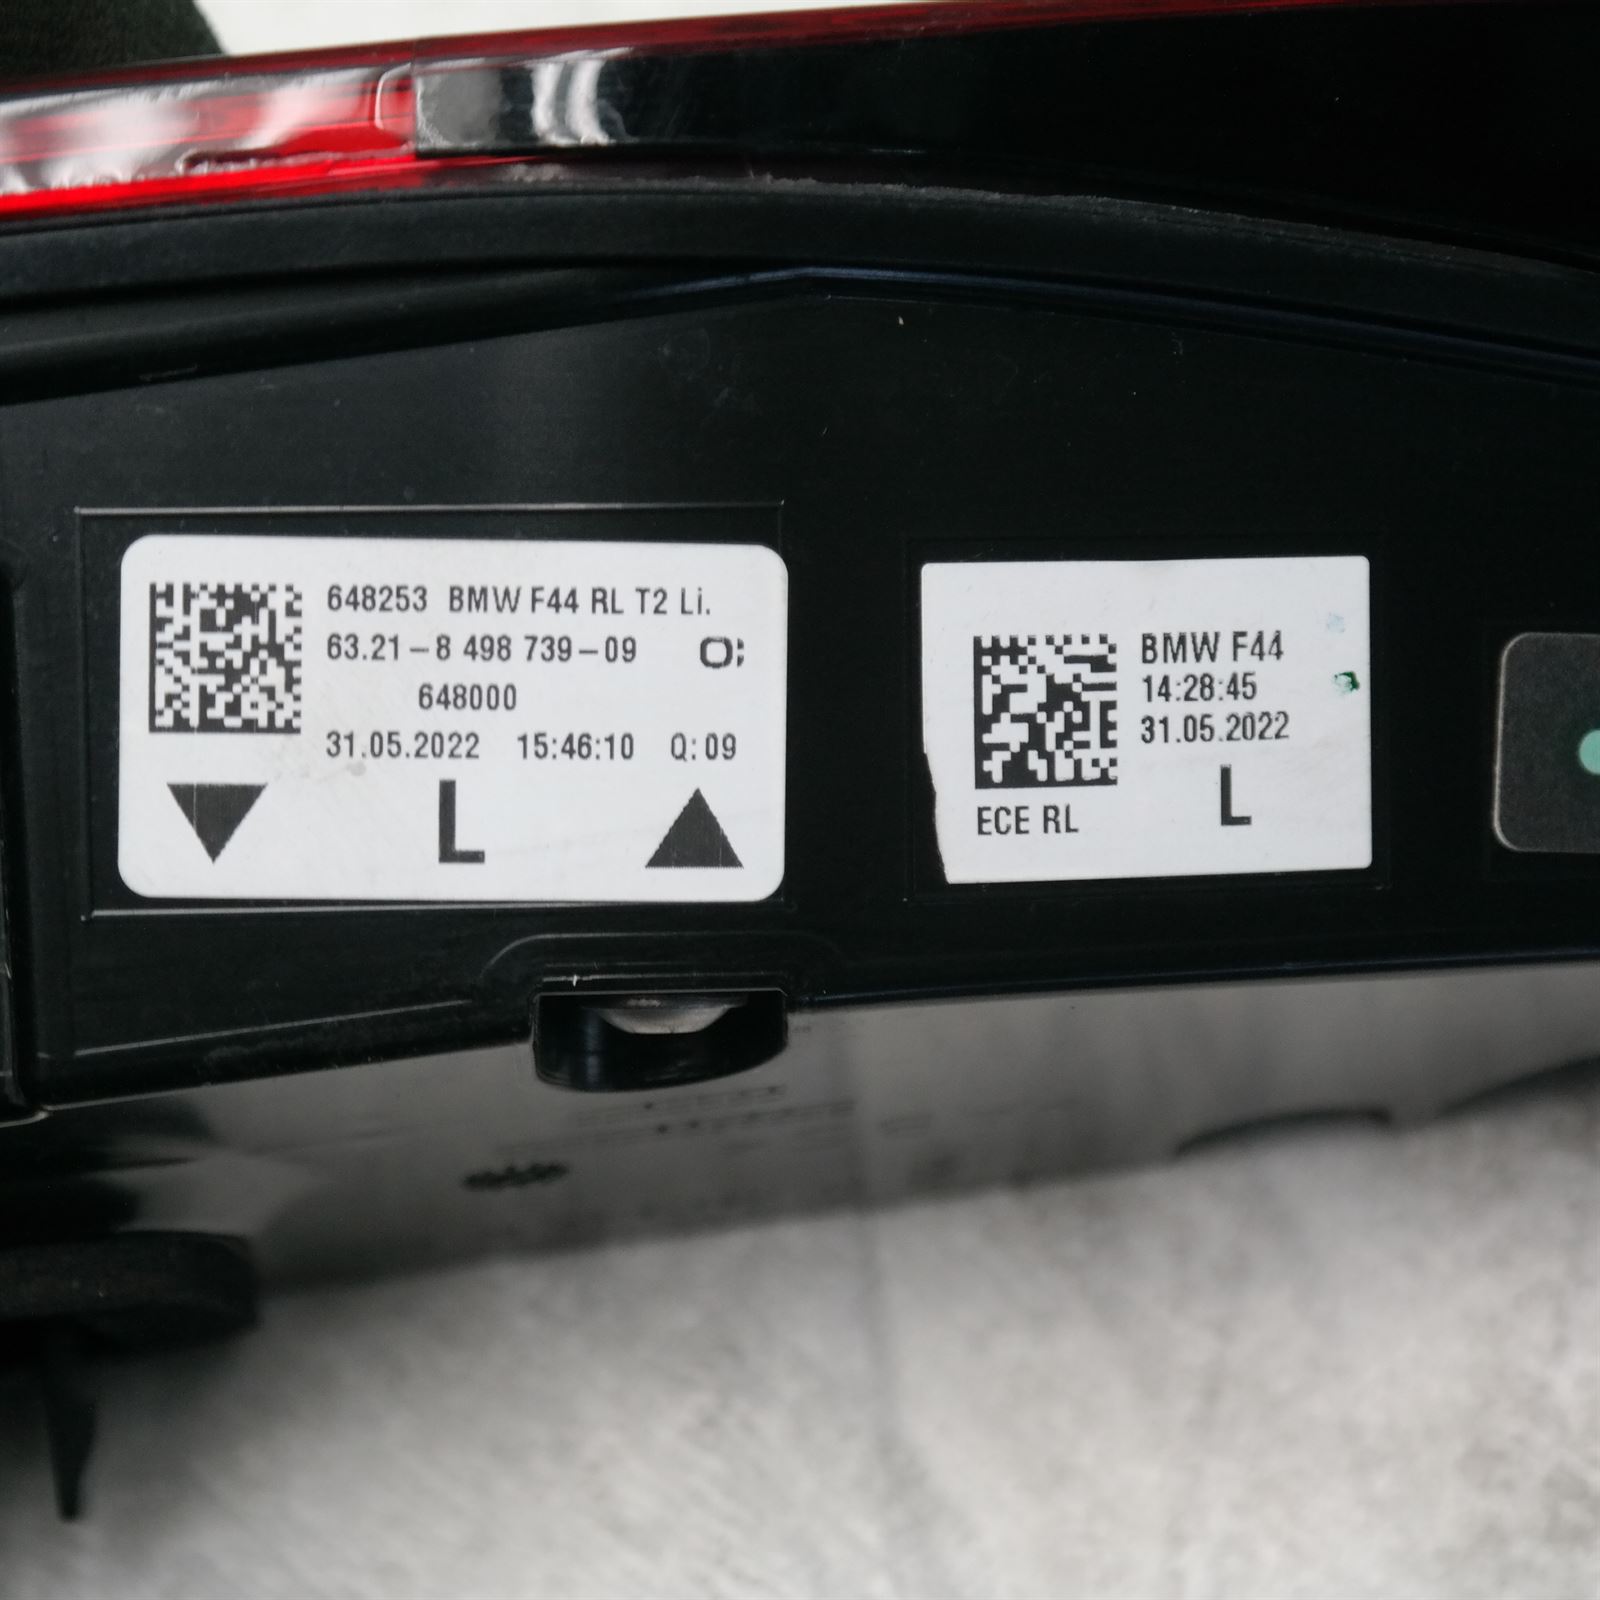 648253 BMW F44 RL T2 Li.
63.21-8 498 739-09 O;
648000
31.05.2022 15:46:10 Q:09
L
BMW F44
14:28:45
31.05.2022
ECE RL
L